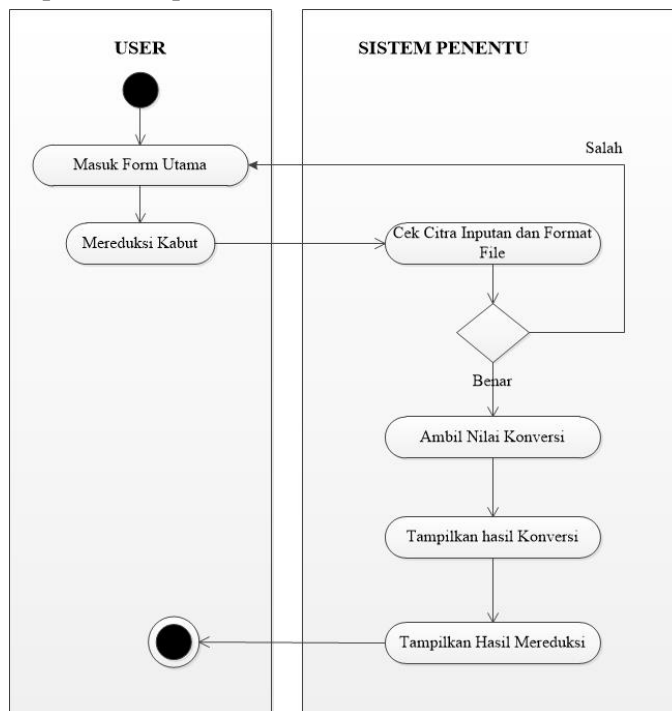 USER
SISTEM PENENTU
Salah
Masuk Form Utama
Mereduksi Kabut
Cek Citra Inputan dan Format
File
Benar
Ambil Nilai Konversi
Tampilkan hasil Konversi
Tampilkan Hasil Mereduksi